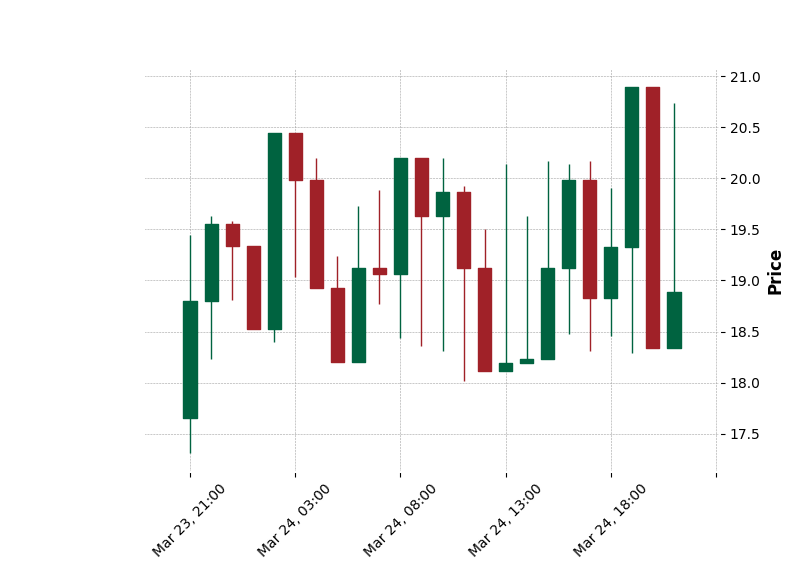 21.0
20.5
20.0
19.5
19.0
18.5
18.0
17.5
Price
Mar 23, 21:00
Mar 24, 03:00
Mar 24, 08:00
Mar 24, 13:00
Mar 24, 18:00